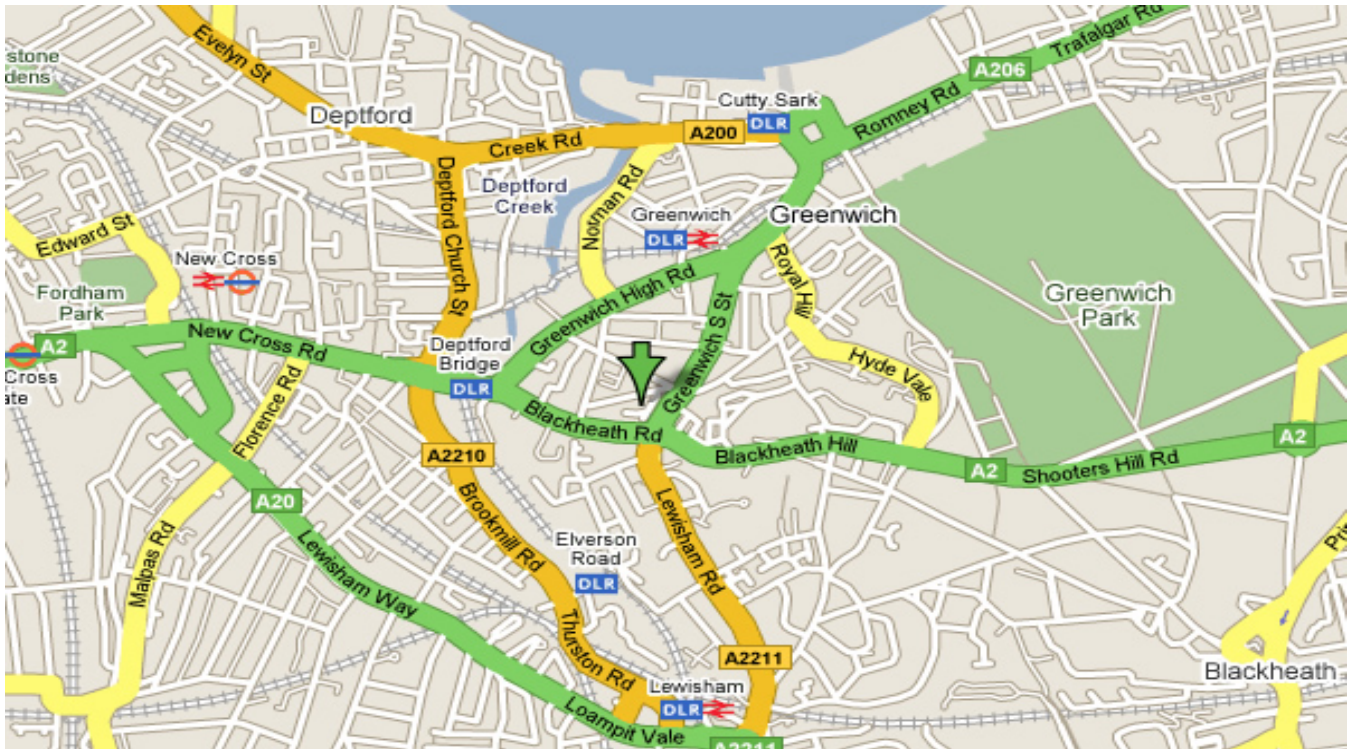 Evelyn St
Trafalgar Rd
A206
stone
dens
Cutty Sark
DLR
Romney Rd
Deptford
A200
Creek Rd
Deptford Church St
Deptford
Creek
Norman Rd
Greenwich
DLR
Greenwich
Edward St
New Cross
Royal Hill
Fordham
Park
Greenwich
Park
Greenwich High Rd
Greenwich S St
A2
New Cross Rd
Deptford
Bridge
DLR
Hyde Vale
Cross
ate
Florence Rd
Blackheath Rd
Blackheath Hill
A2
A2
Shooters Hill Rd
A2210
A20
Brookmill Rd
Lewisham Rd
Elverson
Road
DLR
Malpas Rd
Lewisham Way
Pri
Thurston Rd
A2211
Lewisham
DLR
Blackheath
Loampit Vale
A2211